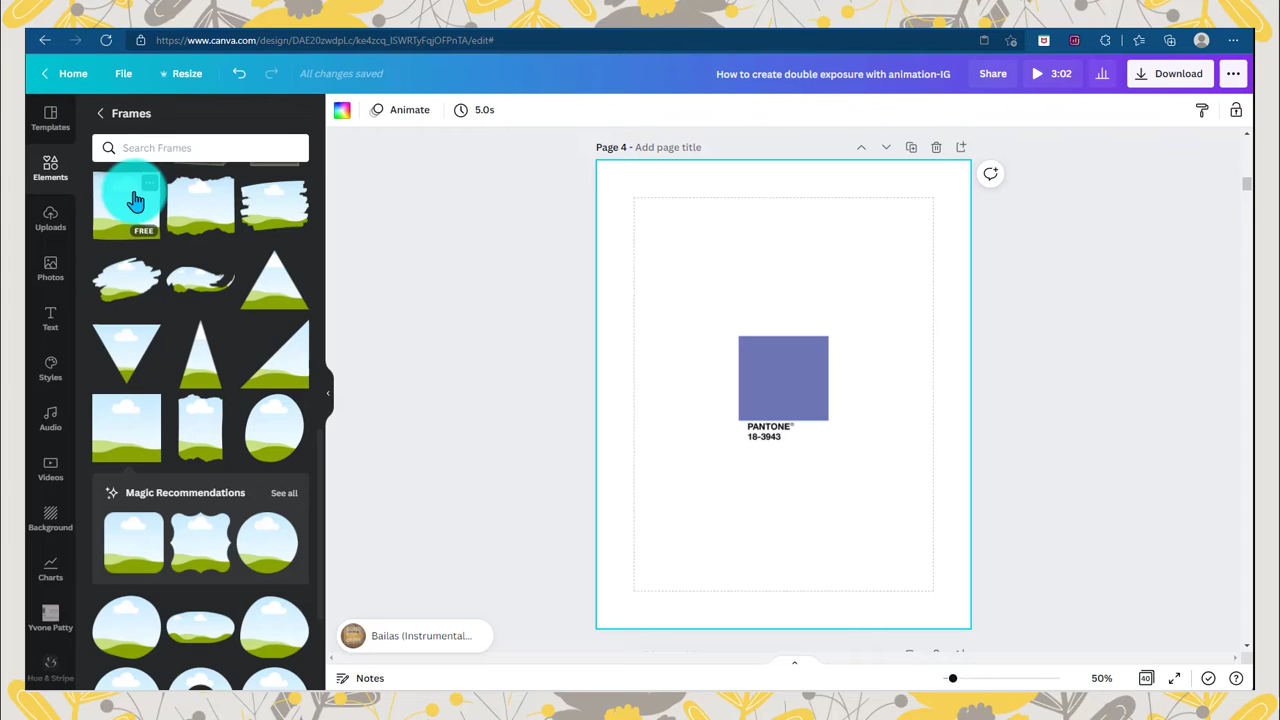 https://www.canva.com/design/DAE20zwdpLc/ke4zcq_lSWRTyFqjOFPnTA/edit#
Home File Resize All changes saved How to create double exposure with animation-IG Share 3:02 Download
Templates
Elements
Uploads
Photos
Text
Styles
Audio
Videos
Background
Charts
Yvone Patty
Hue & Stripe
Frames
Search Frames
FREE
Magic Recommendations See all
Animate 5.0s
Page 4 - Add page title
PANTONE®
18-3943
Bailas (Instrumental...
Notes 50% 40